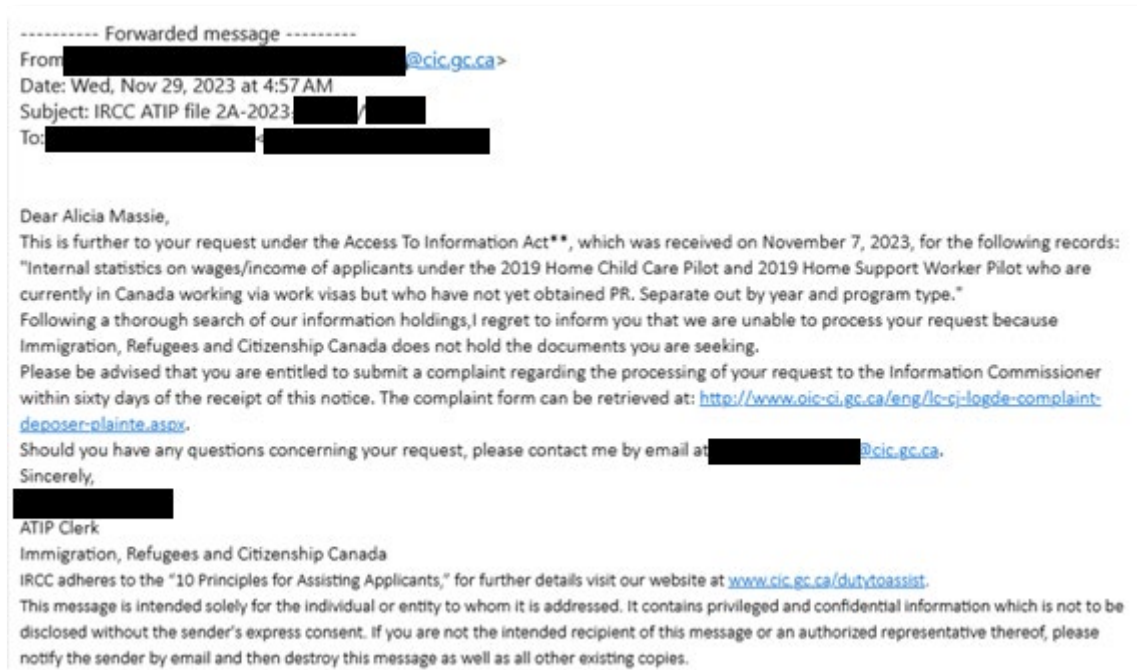 ---------- Forwarded message ---------
From @cic.gc.ca>
Date: Wed, Nov 29, 2023 at 4:57 AM
Subject: IRCC ATIP file 2A-2023- /
To: <
Dear Alicia Massie,
This is further to your request under the Access To Information Act**, which was received on November 7, 2023, for the following records:
"Internal statistics on wages/income of applicants under the 2019 Home Child Care Pilot and 2019 Home Support Worker Pilot who are
currently in Canada working via work visas but who have not yet obtained PR. Separate out by year and program type."
Following a thorough search of our information holdings,I regret to inform you that we are unable to process your request because
Immigration, Refugees and Citizenship Canada does not hold the documents you are seeking.
Please be advised that you are entitled to submit a complaint regarding the processing of your request to the Information Commissioner
within sixty days of the receipt of this notice. The complaint form can be retrieved at: http://www.oic-ci.gc.ca/eng/lc-cj-logde-complaint-
deposer-plainte.aspx.
Should you have any questions concerning your request, please contact me by email at @cic.gc.ca.
Sincerely,
ATIP Clerk
Immigration, Refugees and Citizenship Canada
IRCC adheres to the “10 Principles for Assisting Applicants,” for further details visit our website at www.cic.gc.ca/dutytoassist.
This message is intended solely for the individual or entity to whom it is addressed. It contains privileged and confidential information which is not to be
disclosed without the sender's express consent. If you are not the intended recipient of this message or an authorized representative thereof, please
notify the sender by email and then destroy this message as well as all other existing copies.